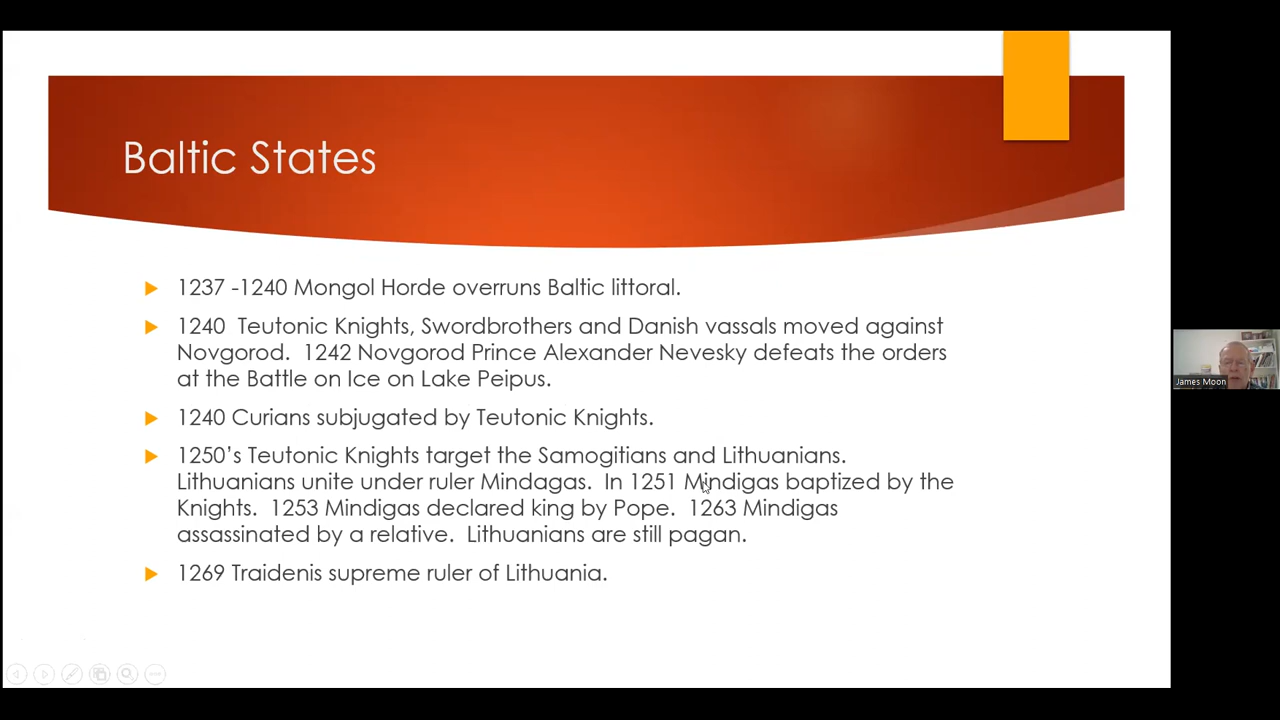 Baltic States
1237 -1240 Mongol Horde overruns Baltic littoral.
1240  Teutonic Knights, Swordbrothers and Danish vassals moved against
Novgorod.  1242 Novgorod Prince Alexander Nevesky defeats the orders
at the Battle on Ice on Lake Peipus.
1240 Curians subjugated by Teutonic Knights.
1250’s Teutonic Knights target the Samogitians and Lithuanians.
Lithuanians unite under ruler Mindagas.  In 1251 Mindigas baptized by the
Knights.  1253 Mindigas declared king by Pope.  1263 Mindigas
assassinated by a relative.  Lithuanians are still pagan.
1269 Traidenis supreme ruler of Lithuania.
James Moon